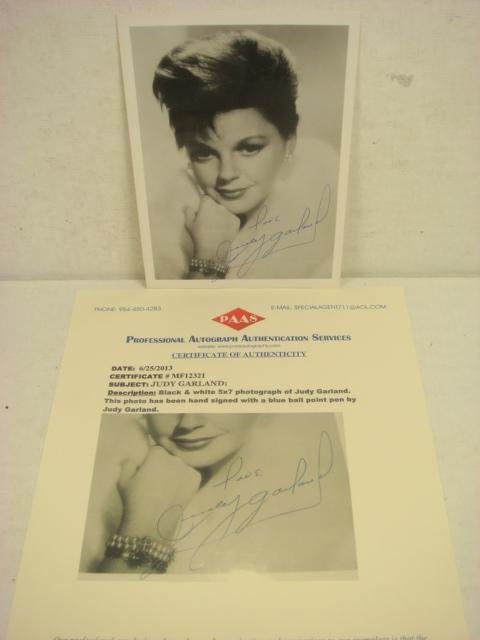 Love
Judy Garland
PHONE: 954-480-4283 E-MAIL: SPECIALAGENT711@AOL.COM
PAAS
PROFESSIONAL AUTOGRAPH AUTHENTICATION SERVICES
CERTIFICATE OF AUTHENTICITY
DATE: 6/25/2013
CERTIFICATE # MF12321
SUBJECT: JUDY GARLAND:
Description: Black & white 5x7 photograph of Judy Garland.
This photo has been hand signed with a blue ball point pen by
Judy Garland.
Love
Judy Garland